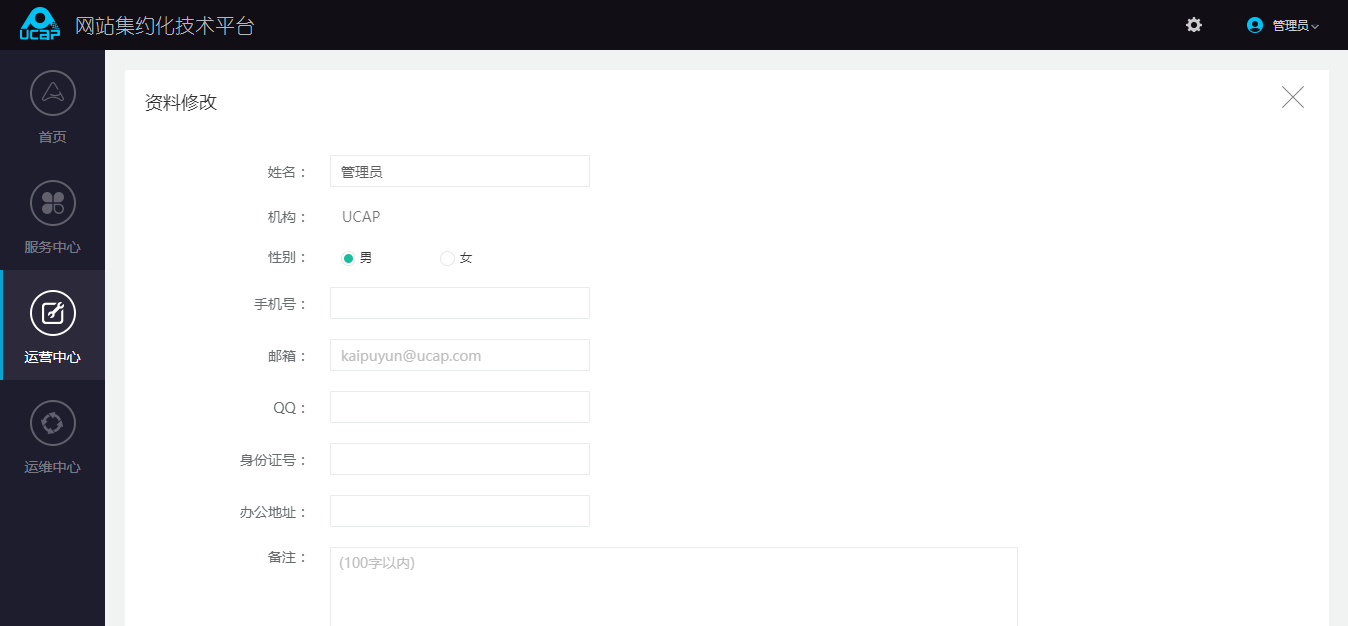 UCAP 网站集约化技术平台
管理员
首页
服务中心
运营中心
运维中心
资料修改
姓名： 管理员
机构： UCAP
性别： 男 女
手机号：
邮箱： kaipuyun@ucap.com
QQ：
身份证号：
办公地址：
备注： (100字以内)